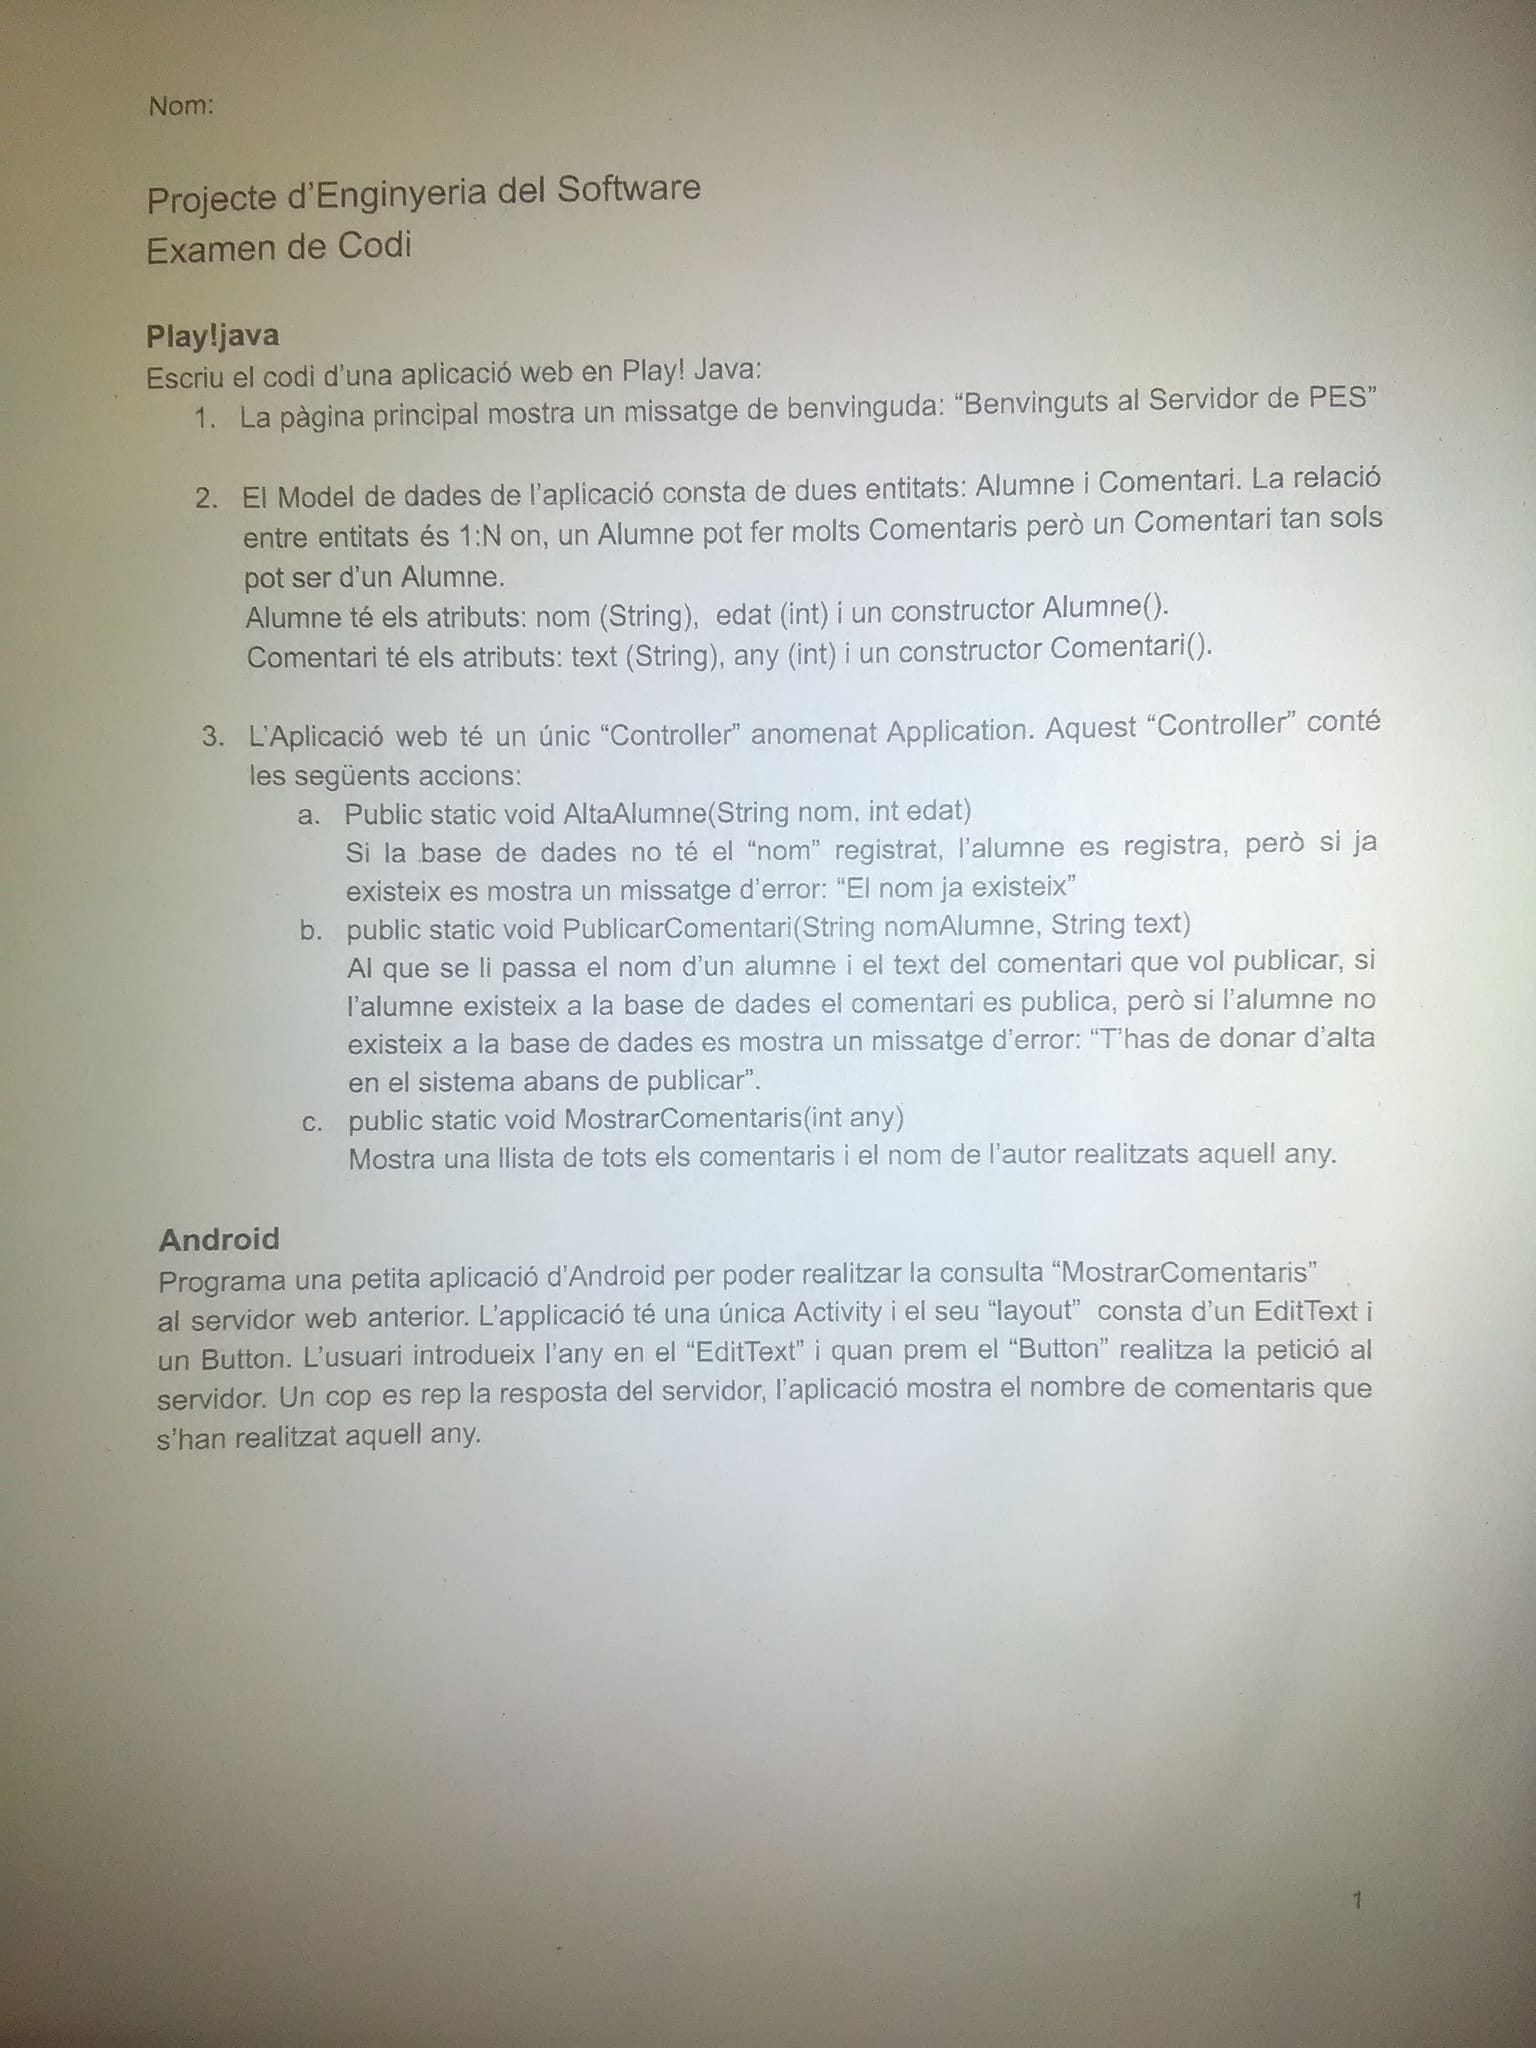 Nom:
Projecte d'Enginyeria del Software
Examen de Codi
Play!java
Escriu el codi d'una aplicació web en Play! Java:
1. La pàgina principal mostra un missatge de benvinguda: “Benvinguts al Servidor de PES”
2. El Model de dades de l'aplicació consta de dues entitats: Alumne i Comentari. La relació
entre entitats és 1:N on, un Alumne pot fer molts Comentaris però un Comentari tan sols
pot ser d'un Alumne.
Alumne té els atributs: nom (String), edat (int) i un constructor Alumne().
Comentari té els atributs: text (String), any (int) i un constructor Comentari().
3. L'Aplicació web té un únic “Controller” anomenat Application. Aquest “Controller” conté
les següents accions:
a. Public static void AltaAlumne(String nom, int edat)
Si la base de dades no té el “nom” registrat, l'alumne es registra, però si ja
existeix es mostra un missatge d'error: “El nom ja existeix”
b. public static void PublicarComentari(String nomAlumne, String text)
Al que se li passa el nom d'un alumne i el text del comentari que vol publicar, si
l'alumne existeix a la base de dades el comentari es publica, però si l'alumne no
existeix a la base de dades es mostra un missatge d'error: “T'has de donar d'alta
en el sistema abans de publicar”.
c. public static void MostrarComentaris(int any)
Mostra una llista de tots els comentaris i el nom de l'autor realitzats aquell any.
Android
Programa una petita aplicació d'Android per poder realitzar la consulta “MostrarComentaris”
al servidor web anterior. L'applicació té una única Activity i el seu “layout” consta d'un EditText i
un Button. L'usuari introdueix l'any en el “EditText” i quan prem el “Button” realitza la petició al
servidor. Un cop es rep la resposta del servidor, l'aplicació mostra el nombre de comentaris que
s'han realitzat aquell any.
1